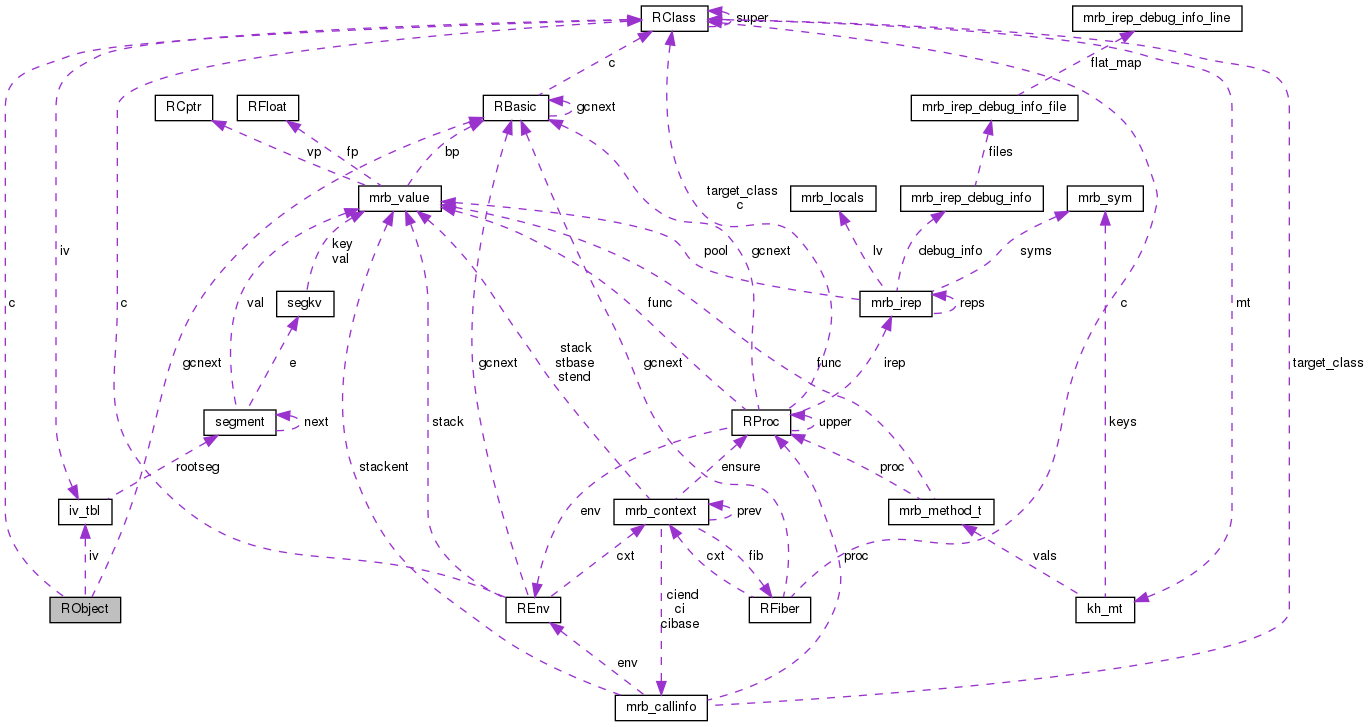 RClass
super
mrb_irep_debug_info_line
c
flat_map
RCptr
RFloat
RBasic
gcnext
mrb_irep_debug_info_file
vp
fp
bp
files
target_class
c
mrb_value
mrb_locals
mrb_irep_debug_info
mrb_sym
iv
key
val
pool
gcnext
lv
debug_info
syms
c
c
val
segkv
func
mrb_irep
reps
c
mt
gcnext
e
gcnext
stack
stbase
stend
gcnext
func
irep
target_class
segment
next
stack
RProc
upper
keys
rootseg
stackent
ensure
proc
iv_tbl
env
mrb_context
prev
mrb_method_t
iv
cxt
fib
cxt
proc
vals
RObject
REnv
ciend
ci
cibase
RFiber
kh_mt
env
mrb_callinfo